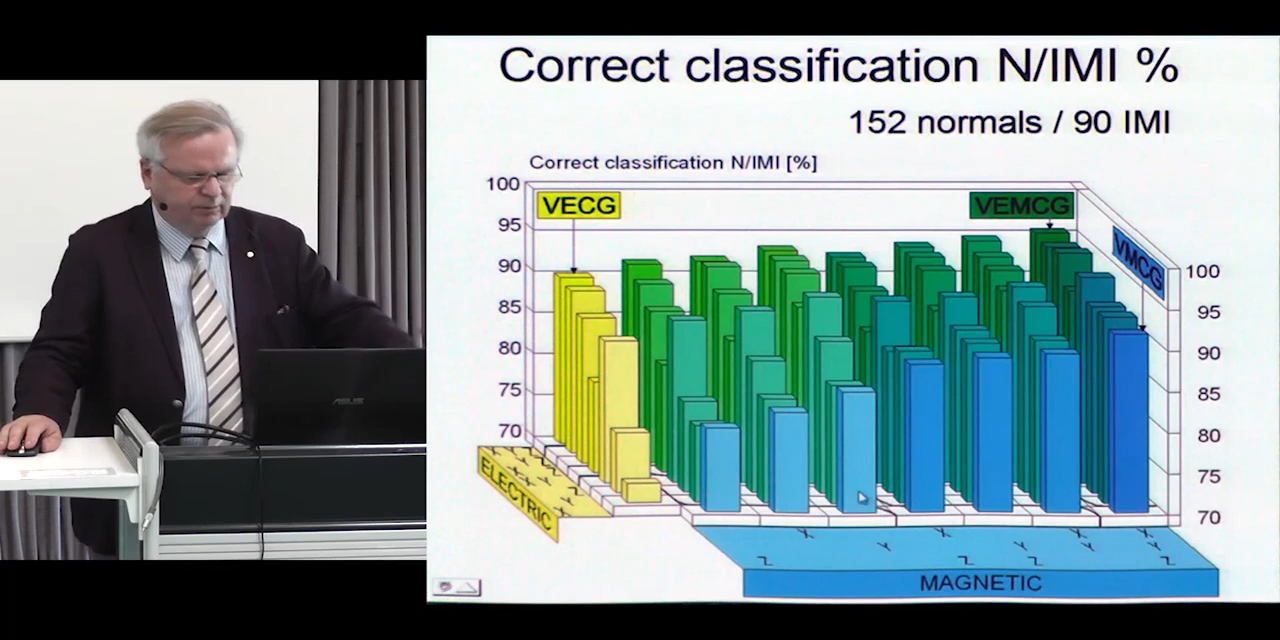 Correct classification N/IMI %
152 normals / 90 IMI
Correct classification N/IMI [%]
100
95
90
85
80
75
70
VECG
VEMCG
VMCG
100
95
90
85
80
75
70
ELECTRIC
X
Y
Z
MAGNETIC
ASUS